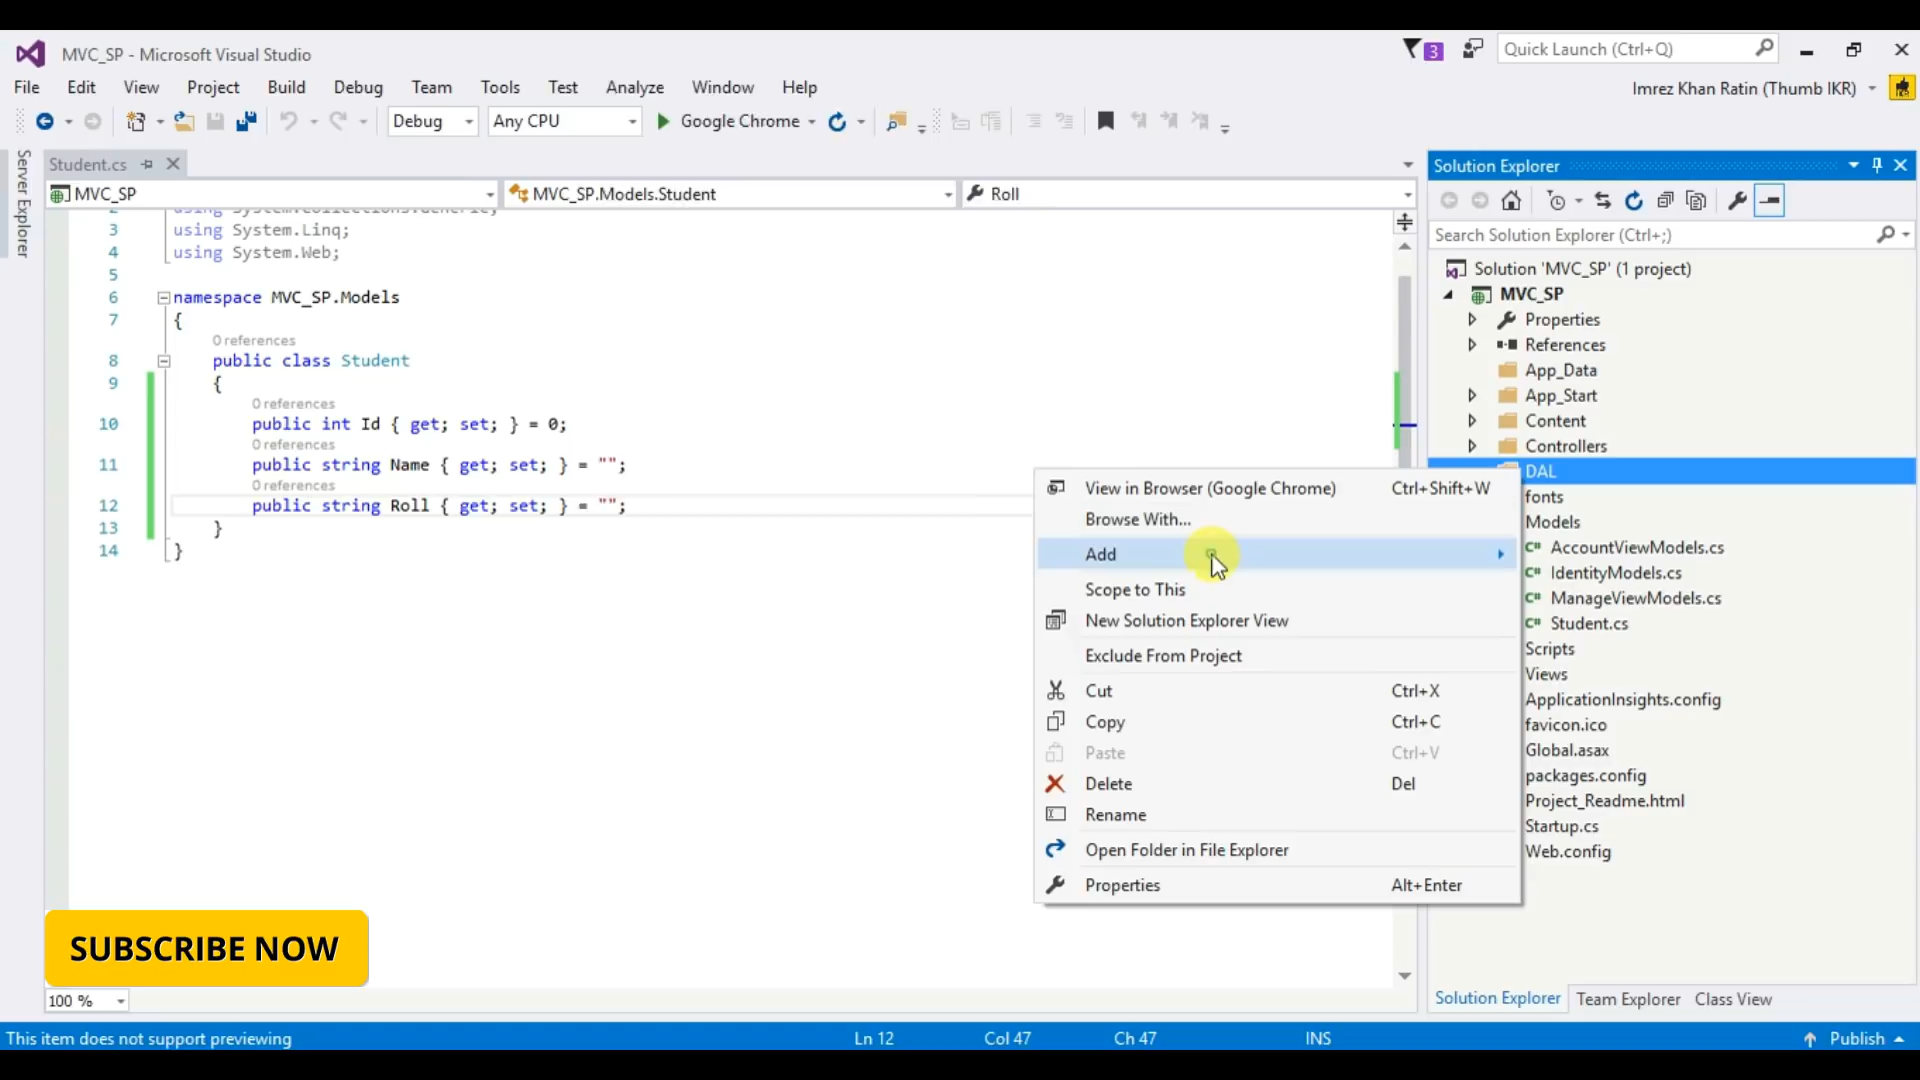 MVC_SP - Microsoft Visual Studio
3
Quick Launch (Ctrl+Q)
File Edit View Project Build Debug Team Tools Test Analyze Window Help
Imrez Khan Ratin (Thumb IKR)
Debug Any CPU Google Chrome
Server Explorer
Student.cs
MVC_SP MVC_SP.Models.Student Roll
2 using System.Collections.Generic;
3 using System.Linq;
4 using System.Web;
5
6 namespace MVC_SP.Models
7 {
0 references
8 public class Student
9 {
0 references
10 public int Id { get; set; } = 0;
0 references
11 public string Name { get; set; } = "";
0 references
12 public string Roll { get; set; } = "";
13 }
14 }
View in Browser (Google Chrome) Ctrl+Shift+W
Browse With...
Add
Scope to This
New Solution Explorer View
Exclude From Project
Cut Ctrl+X
Copy Ctrl+C
Paste Ctrl+V
Delete Del
Rename
Open Folder in File Explorer
Properties Alt+Enter
Solution Explorer
Search Solution Explorer (Ctrl+;)
Solution 'MVC_SP' (1 project)
MVC_SP
Properties
References
App_Data
App_Start
Content
Controllers
DAL
fonts
Models
C# AccountViewModels.cs
C# IdentityModels.cs
C# ManageViewModels.cs
C# Student.cs
Scripts
Views
ApplicationInsights.config
favicon.ico
Global.asax
packages.config
Project_Readme.html
Startup.cs
Web.config
SUBSCRIBE NOW
100 %
Solution Explorer Team Explorer Class View
This item does not support previewing Ln 12 Col 47 Ch 47 INS Publish